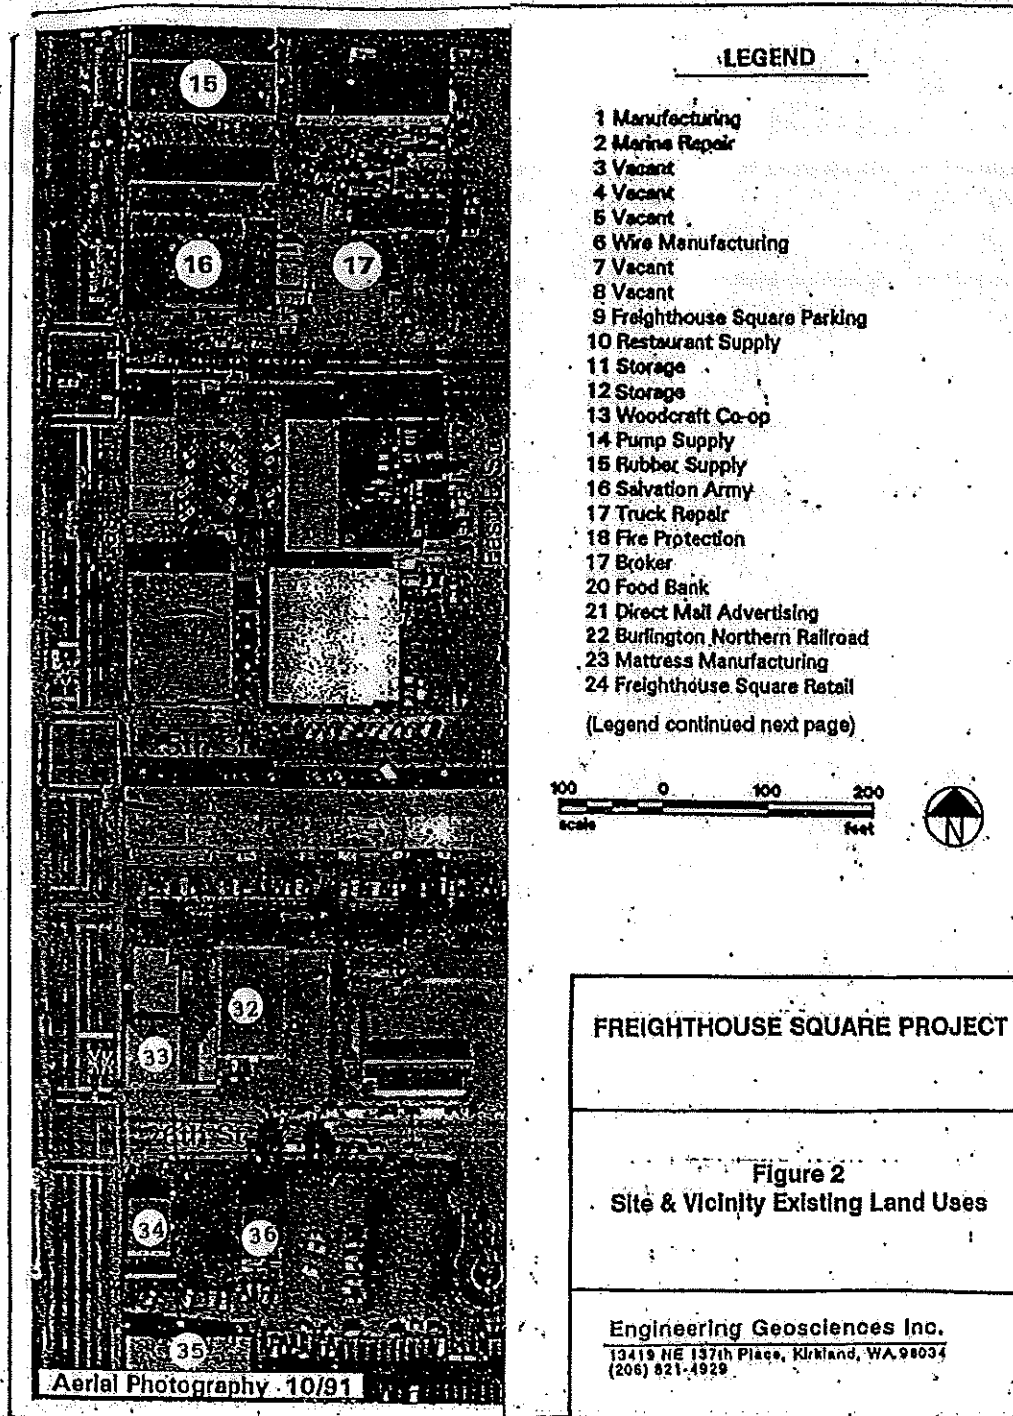 15
16
17
5th St
32
33
26th St
34
36
35
Aerial Photography - 10/91
LEGEND
1 Manufacturing
2 Marine Repair
3 Vacant
4 Vacant
5 Vacant
6 Wire Manufacturing
7 Vacant
8 Vacant
9 Freighthouse Square Parking
10 Restaurant Supply
11 Storage
12 Storage
13 Woodcraft Co-op
14 Pump Supply
15 Rubber Supply
16 Salvation Army
17 Truck Repair
18 Fire Protection
17 Broker
20 Food Bank
21 Direct Mail Advertising
22 Burlington Northern Railroad
23 Mattress Manufacturing
24 Freighthouse Square Retail
(Legend continued next page)
100 0 100 200
scale feet
N
FREIGHTHOUSE SQUARE PROJECT
Figure 2
Site & Vicinity Existing Land Uses
Engineering Geosciences Inc.
13419 NE 137th Place, Kirkland, WA 98034
(206) 821-4929